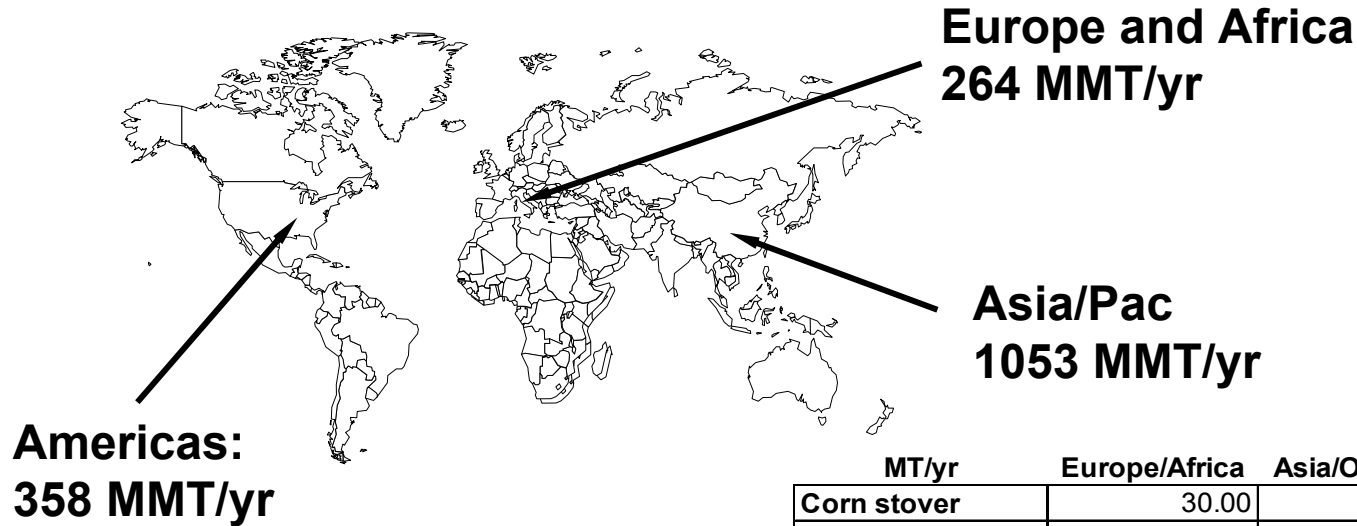 Europe and Africa
264 MMT/yr
Asia/Pac
1053 MMT/yr
Americas:
358 MMT/yr
MT/yr Europe/Africa
Corn stover 30.00